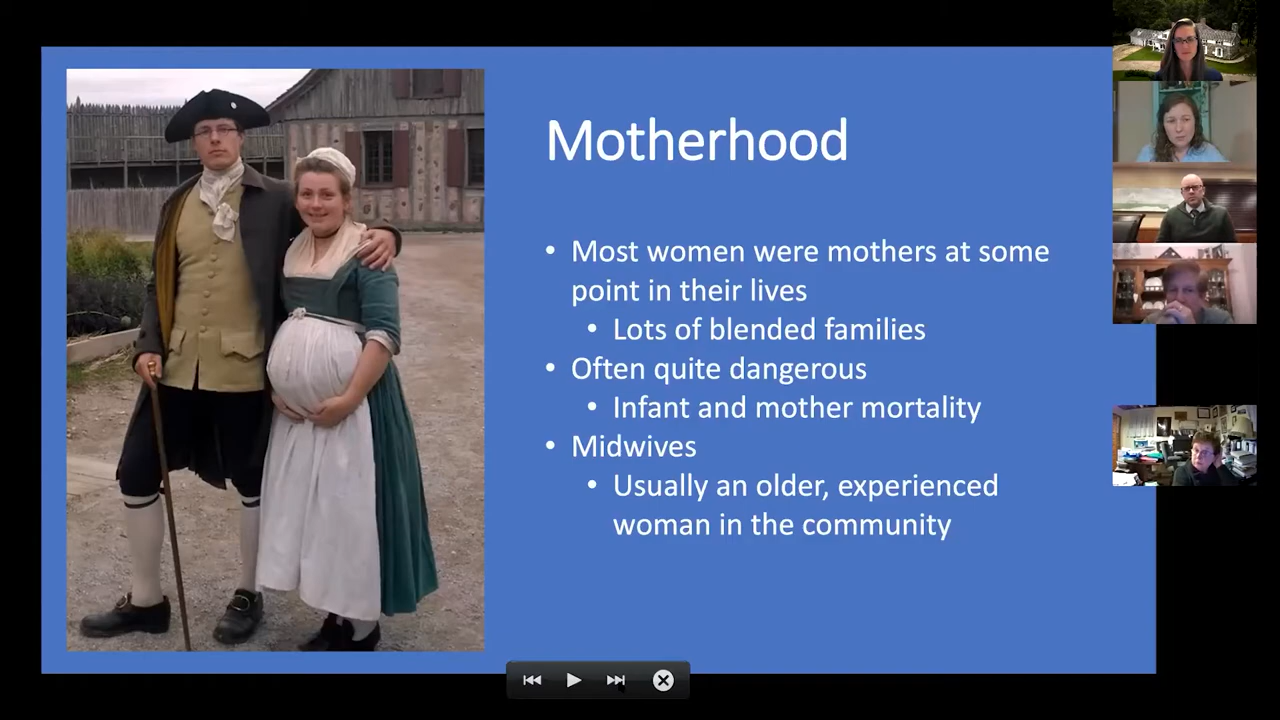 Motherhood
• Most women were mothers at some
point in their lives
• Lots of blended families
• Often quite dangerous
• Infant and mother mortality
• Midwives
• Usually an older, experienced
woman in the community